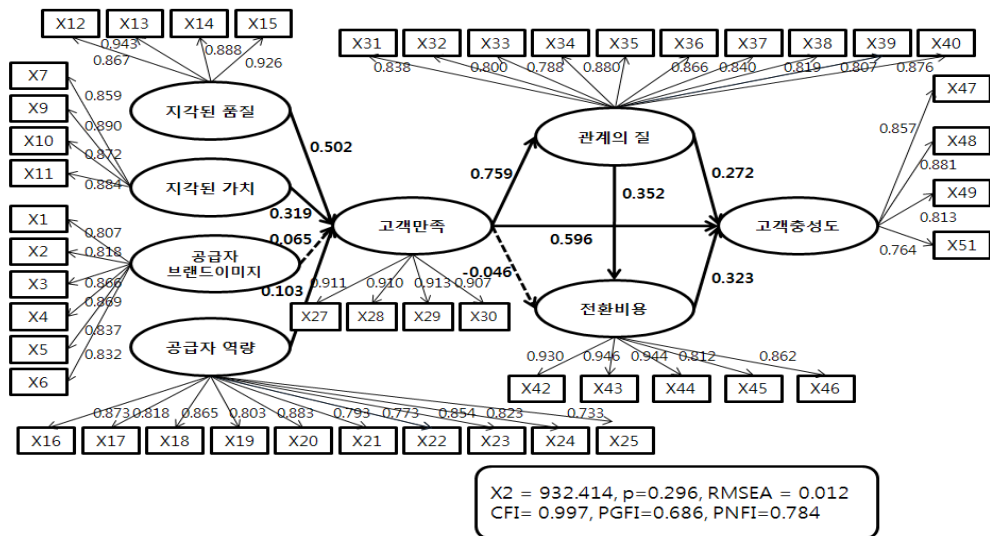 X12 X13 X14 X15
0.943 0.888
0.867 0.926
X31 X32 X33 X34 X35 X36 X37 X38 X39 X40
0.838 0.800 0.788 0.880 0.866 0.840 0.819 0.807 0.876
X7
X9
X10
X11
0.859
0.890
0.872
0.884
지각된 품질
0.502
지각된 가치
0.319
X1
X2
X3
X4
X5
X6
0.807
0.818
0.866
0.869
0.837
0.832
공급자
브랜드이미지
0.065
공급자 역량
0.103
고객만족
0.911 0.910 0.913 0.907
X27 X28 X29 X30
0.759
관계의 질
0.352
0.596
-0.046
0.272
고객충성도
0.323
전환비용
X47
X48
X49
X51
0.857
0.881
0.813
0.764
0.930 0.946 0.944 0.812 0.862
X42 X43 X44 X45 X46
0.873 0.818 0.865 0.803 0.883 0.793 0.773 0.854 0.823 0.733
X16 X17 X18 X19 X20 X21 X22 X23 X24 X25
X2 = 932.414, p=0.296, RMSEA = 0.012
CFI= 0.997, PGFI=0.686, PNFI=0.784